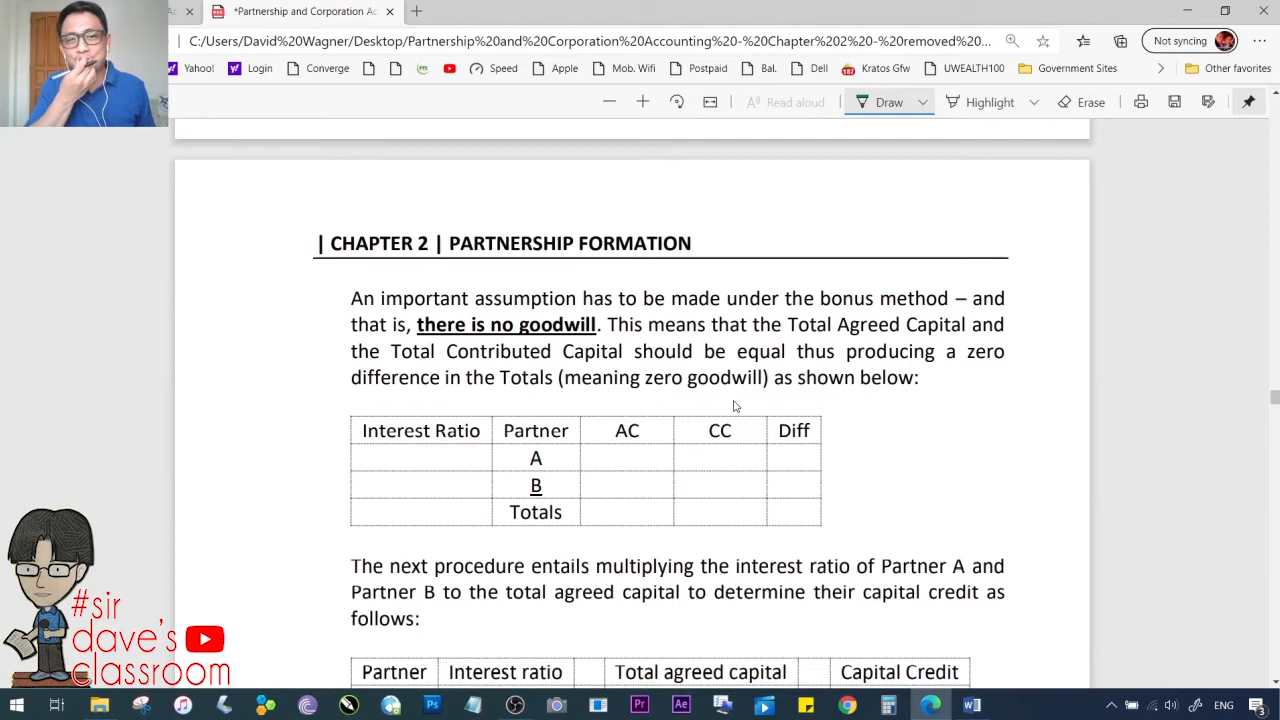 *Partnership and Corporation Ac
C:/Users/David%20Wagner/Desktop/Partnership%20and%20Corporation%20Accounting%20-%20Chapter%202%20-%20removed%20...
Not syncing
Yahoo!
Login
Converge
Speed
Apple
Mob. Wifi
Postpaid
Bal.
Dell
Kratos Gfw
UWEALTH100
Government Sites
Other favorites
Read aloud
Draw
Highlight
Erase
| CHAPTER 2 | PARTNERSHIP FORMATION
An important assumption has to be made under the bonus method – and
that is, there is no goodwill. This means that the Total Agreed Capital and
the Total Contributed Capital should be equal thus producing a zero
difference in the Totals (meaning zero goodwill) as shown below:
Interest Ratio Partner AC CC Diff
A
B
Totals
The next procedure entails multiplying the interest ratio of Partner A and
Partner B to the total agreed capital to determine their capital credit as
follows:
Partner Interest ratio Total agreed capital Capital Credit
#sir
dave's
classroom
ENG